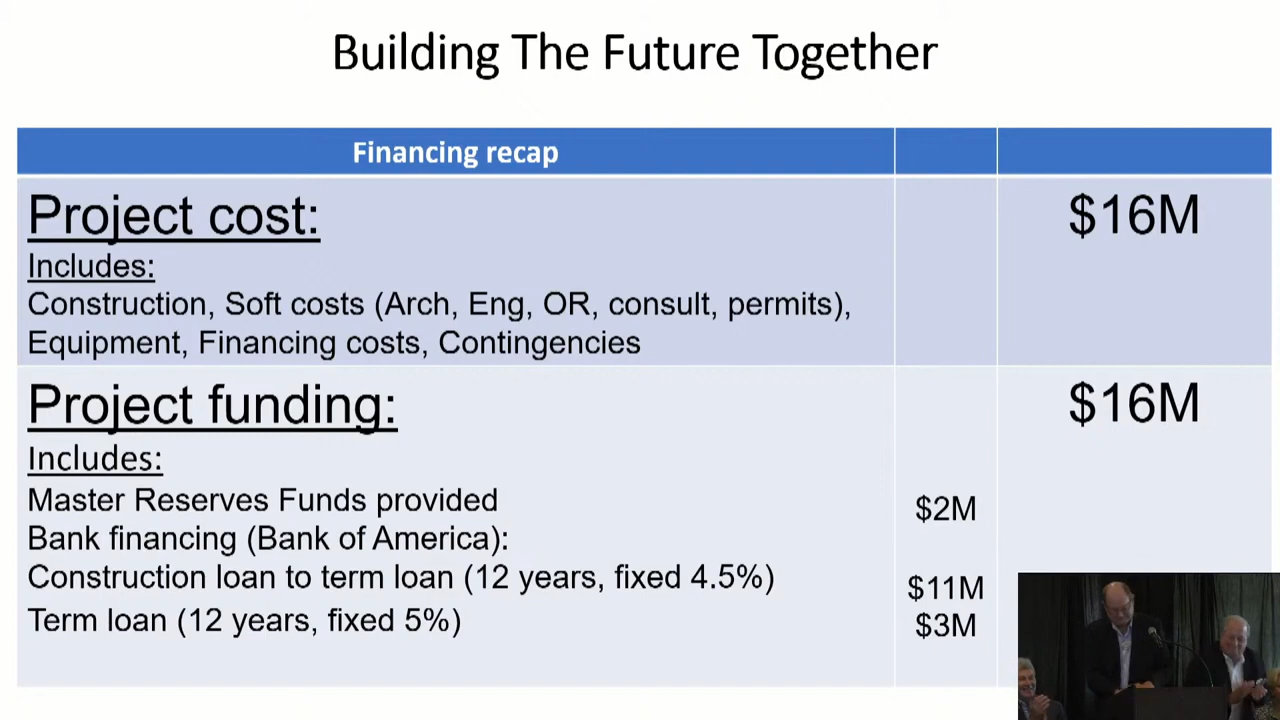 Building The Future Together
Financing recap
Project cost:
$16M
Includes:
Construction, Soft costs (Arch, Eng, OR, consult, permits),
Equipment, Financing costs, Contingencies
Project funding:
$16M
Includes:
Master Reserves Funds provided
$2M
Bank financing (Bank of America):
Construction loan to term loan (12 years, fixed 4.5%)
$11M
Term loan (12 years, fixed 5%)
$3M